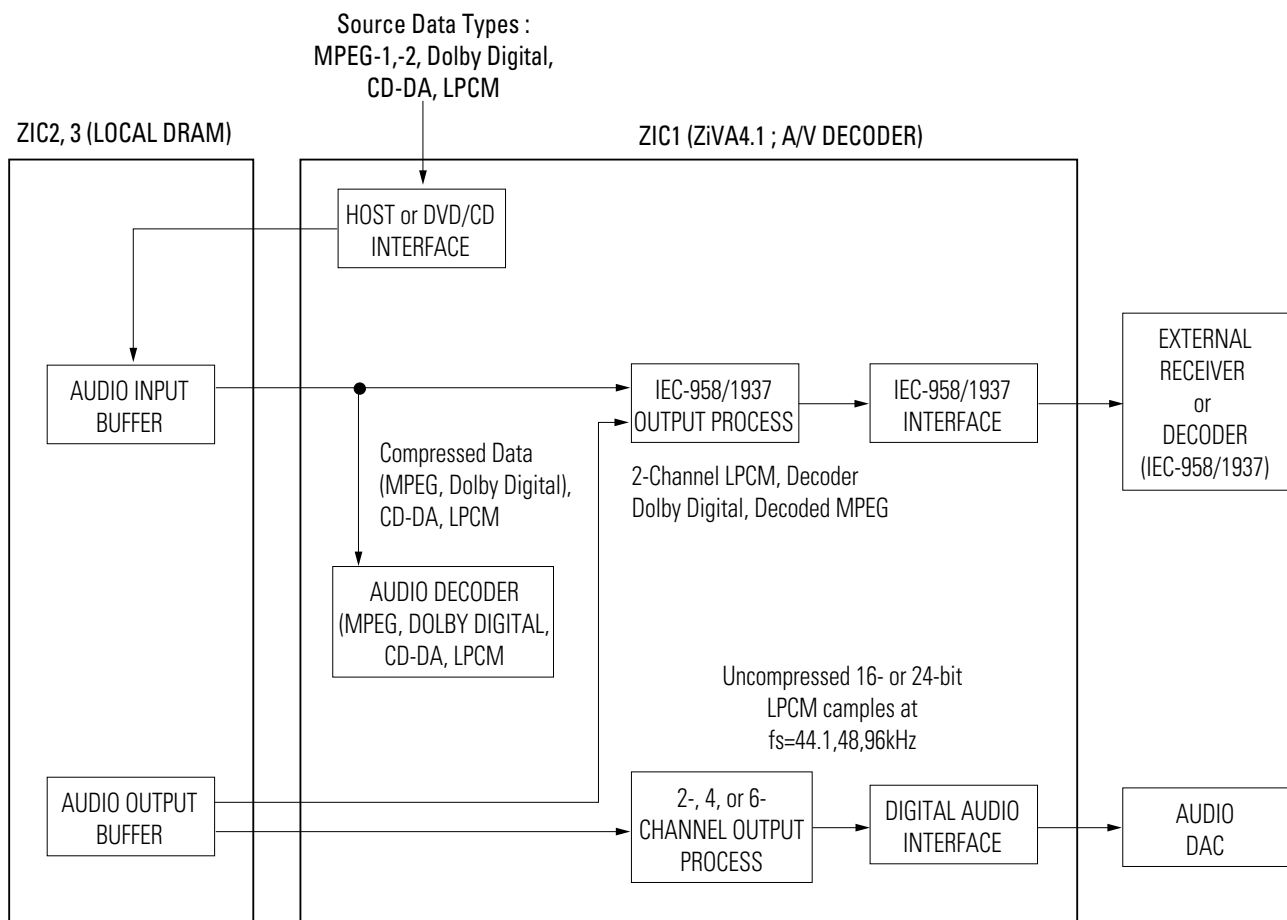 Source Data Types :
MPEG-1,-2, Dolby Digital,
CD-DA, LPCM
ZIC2, 3 (LOCAL DRAM)
ZIC1 (ZiVA4.1 ; A/V DECODER)
HOST or DVD/CD
INTERFACE
AUDIO INPUT
BUFFER
IEC-958/1937
OUTPUT PROCESS
IEC-958/1937
INTERFACE
EXTERNAL
RECEIVER
or
DECODER
(IEC-958/1937)
Compressed Data
(MPEG, Dolby Digital),
CD-DA, LPCM
2-Channel LPCM, Decoder
Dolby Digital, Decoded MPEG
AUDIO DECODER
(MPEG, DOLBY DIGITAL,
CD-DA, LPCM
Uncompressed 16- or 24-bit
LPCM camples at
fs=44.1,48,96kHz
AUDIO OUTPUT
BUFFER
2-, 4, or 6-
CHANNEL OUTPUT
PROCESS
DIGITAL AUDIO
INTERFACE
AUDIO
DAC